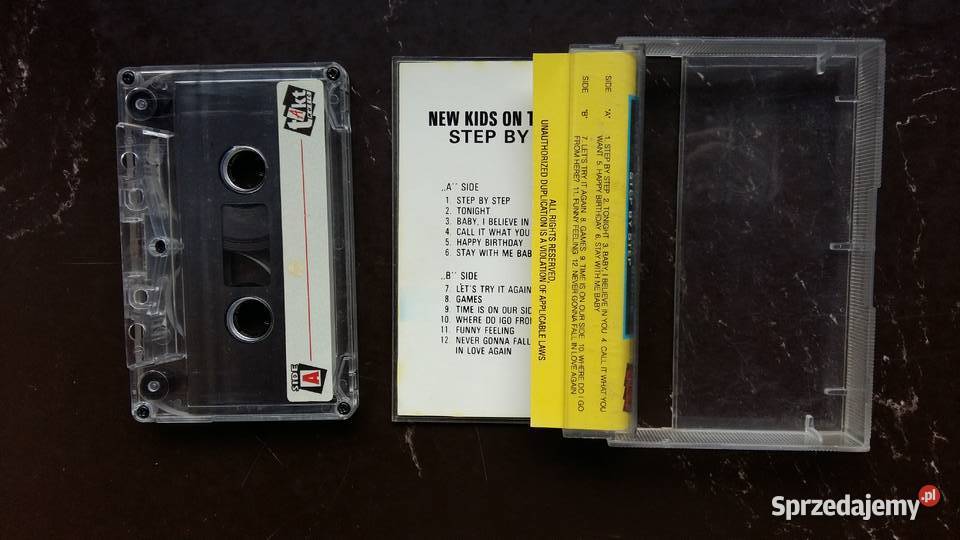 takt
SIDE
A
NEW KIDS ON T
STEP BY
„A" SIDE
1. STEP BY STEP
2. TONIGHT
3. BABY, I BELIEVE IN
4. CALL IT WHAT YOU
5. HAPPY BIRTHDAY
6. STAY WITH ME BAB
„B" SIDE
7. LET'S TRY IT AGAIN
8. GAMES
9. TIME IS ON OUR SID
10. WHERE DO IGO FROM
11. FUNNY FEELING
12. NEVER GONNA FALL
IN LOVE AGAIN
ALL RIGHTS RESERVED,
UNAUTHORIZED DUPLICATION IS A VIOLATION OF APPLICABLE LAWS
SIDE "A" 1. STEP BY STEP 2. TONIGHT 3. BABY, I BELIEVE IN YOU 4. CALL IT WHAT YOU
WANT 5. HAPPY BIRTHDAY 6. STAY WITH ME BABY
SIDE "B" 7. LET'S TRY IT AGAIN 8. GAMES 9. TIME IS ON OUR SIDE 10. WHERE DO I GO
FROM HERE? 11. FUNNY FEELING 12. NEVER GONNA FALL IN LOVE AGAIN
STEP BY STEP
Sprzedajemy.pl